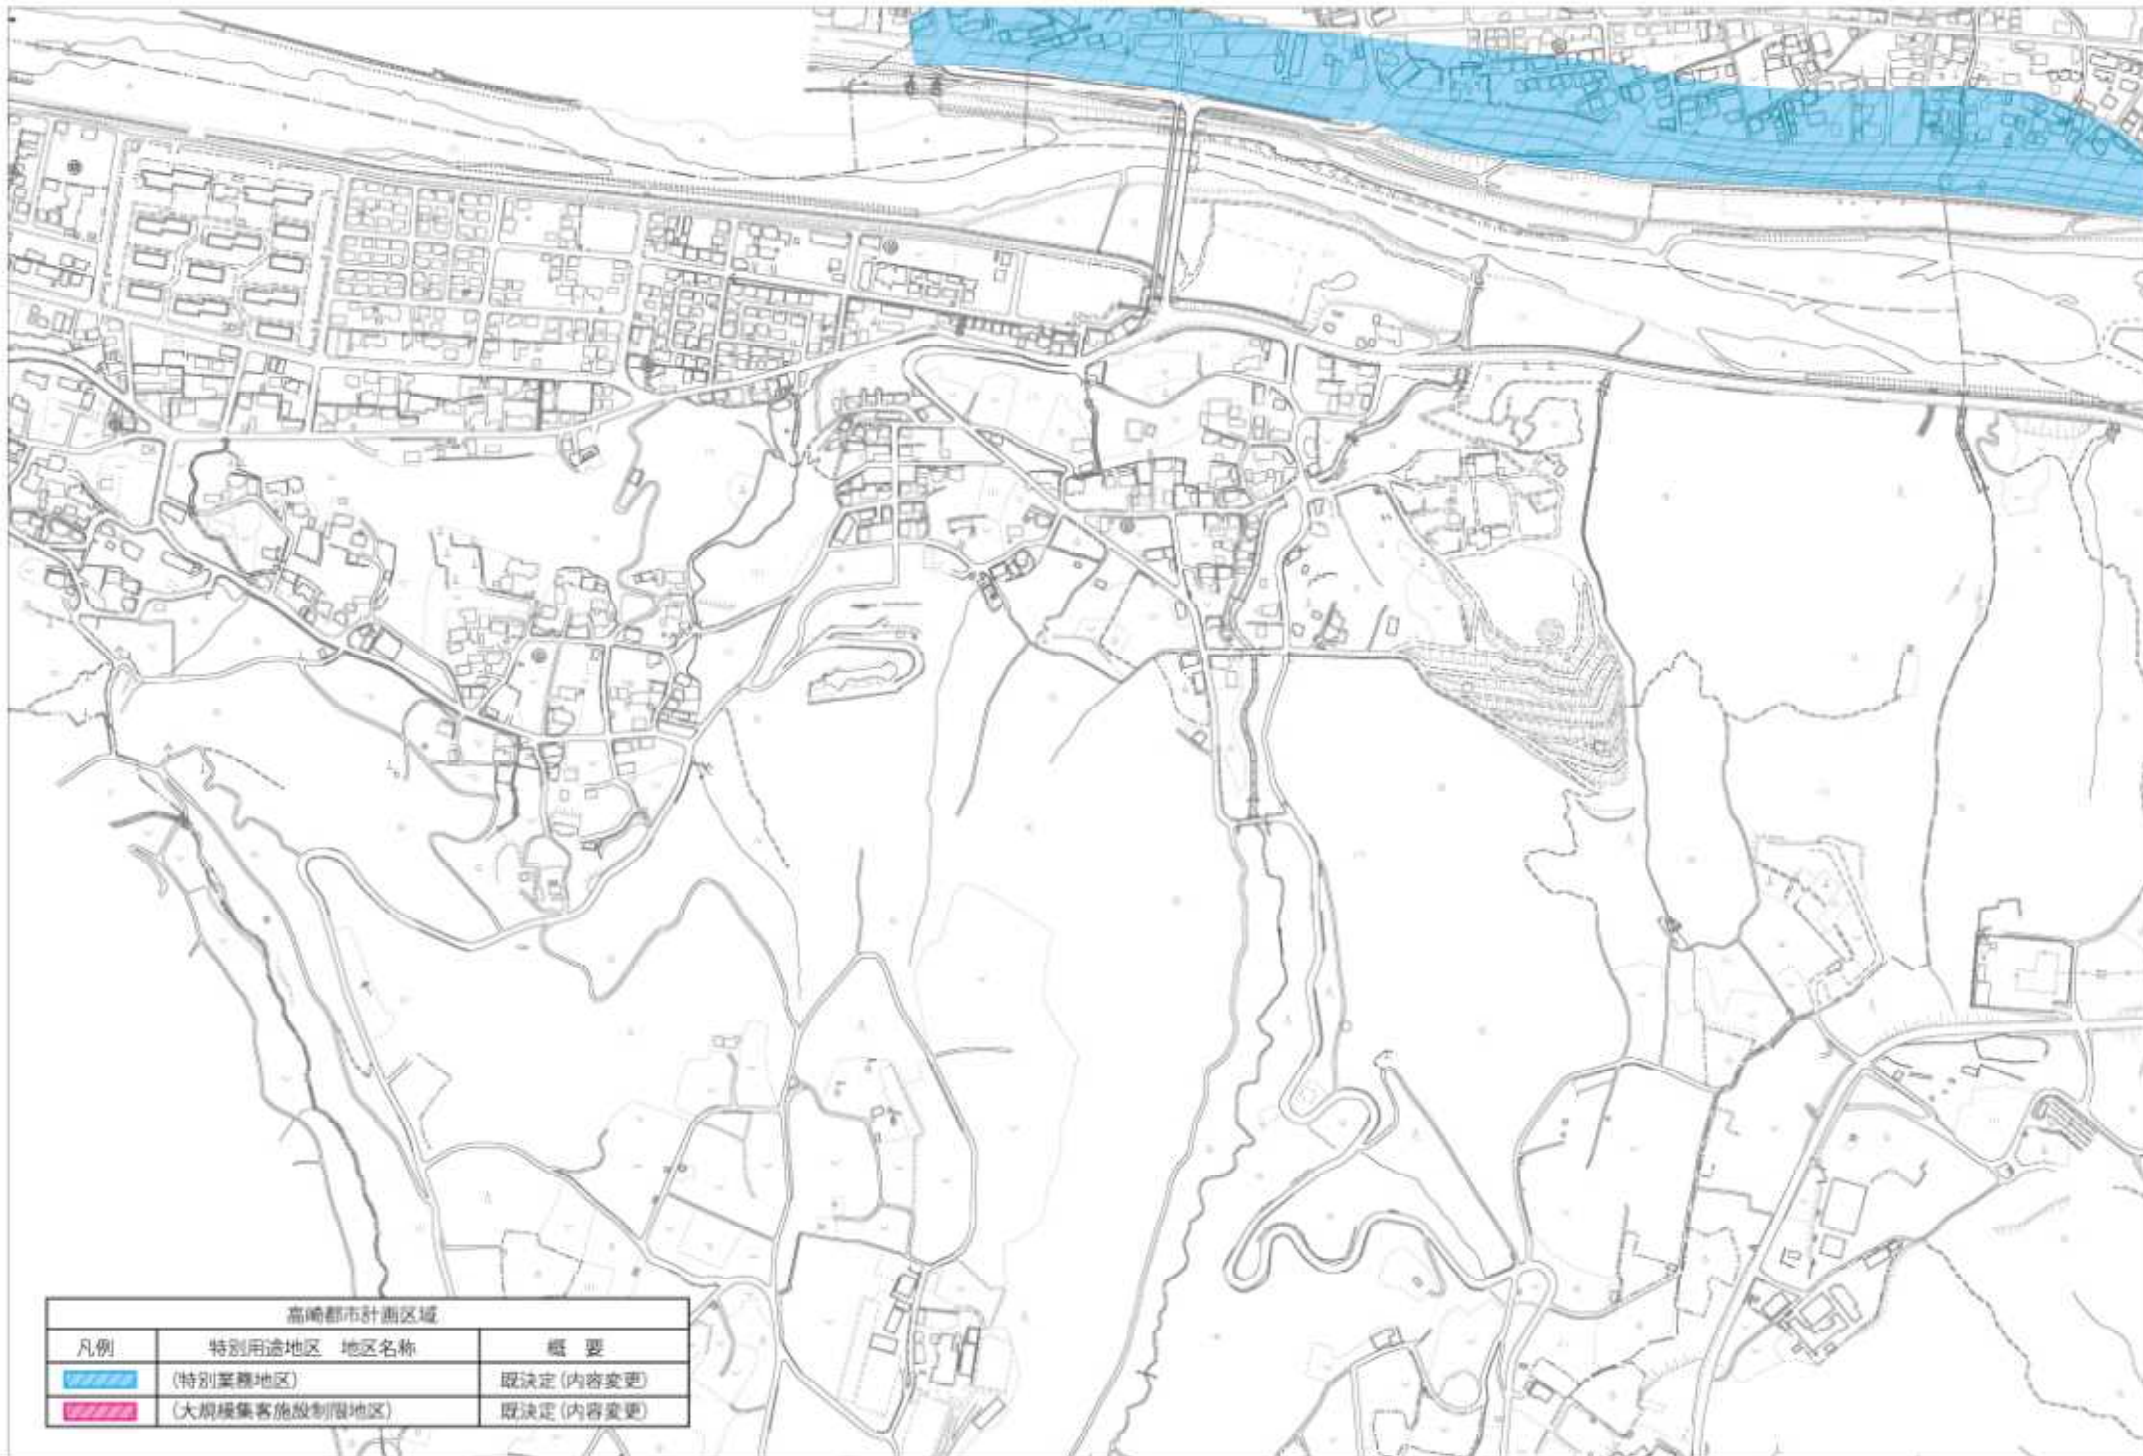 高崎都市計画区域
凡例 特別用途地区 地区名称 概 要
(特別業務地区) 既決定(内容変更)
(大規模集客施設制限地区) 既決定(内容変更)